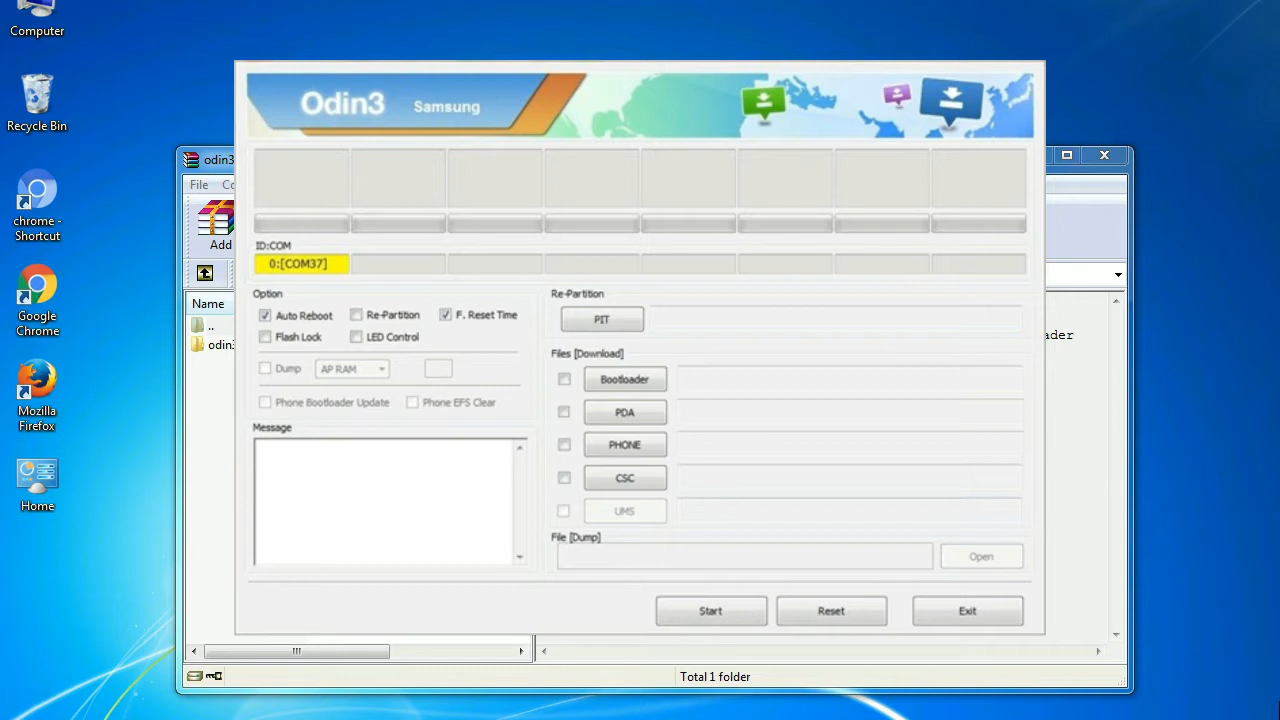 Computer
Recycle Bin
chrome -
Shortcut
Google
Chrome
Mozilla
Firefox
Home
odin3
File
Add
Name
..
odin3
Odin3 Samsung
ID:COM
0:[COM37]
Option
Auto Reboot Re-Partition F. Reset Time
Flash Lock LED Control
Dump AP RAM
Phone Bootloader Update Phone EFS Clear
Message
Re-Partition
PIT
Files [Download]
Bootloader
PDA
PHONE
CSC
UMS
File [Dump]
Open
Start Reset Exit
ader
Total 1 folder